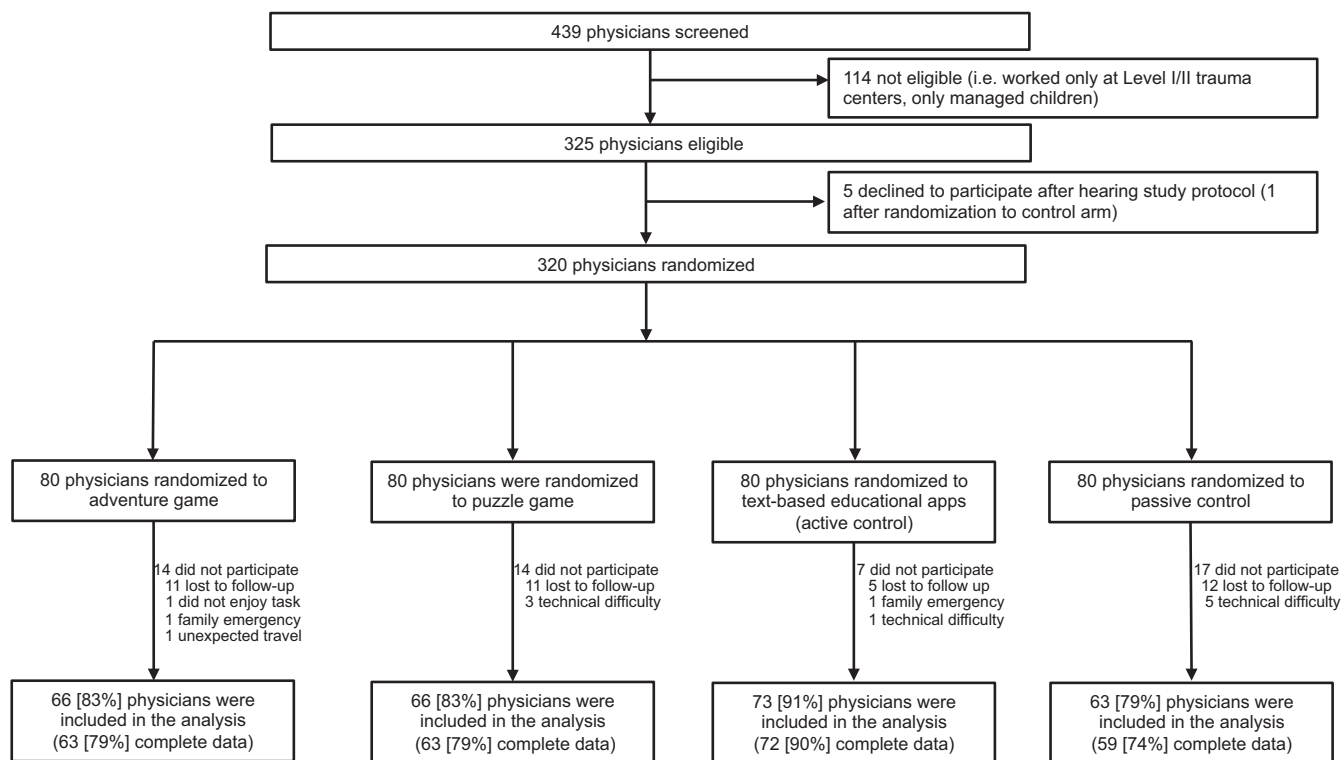 439 physicians screened
114 not eligible (i.e. worked only at Level I/II trauma
centers, only managed children)
325 physicians eligible
5 declined to participate after hearing study protocol (1
after randomization to control arm)
320 physicians randomized
80 physicians randomized to
adventure game
80 physicians were randomized
to puzzle game
80 physicians randomized to
text-based educational apps
(active control)
80 physicians randomized to
passive control
14 did not participate
11 lost to follow-up
1 did not enjoy task
1 family emergency
1 unexpected travel
14 did not participate
11 lost to follow-up
3 technical difficulty
7 did not participate
5 lost to follow up
1 family emergency
1 technical difficulty
17 did not participate
12 lost to follow-up
5 technical difficulty
66 [83%] physicians were
included in the analysis
(63 [79%] complete data)
66 [83%] physicians were
included in the analysis
(63 [79%] complete data)
73 [91%] physicians were
included in the analysis
(72 [90%] complete data)
63 [79%] physicians were
included in the analysis
(59 [74%] complete data)